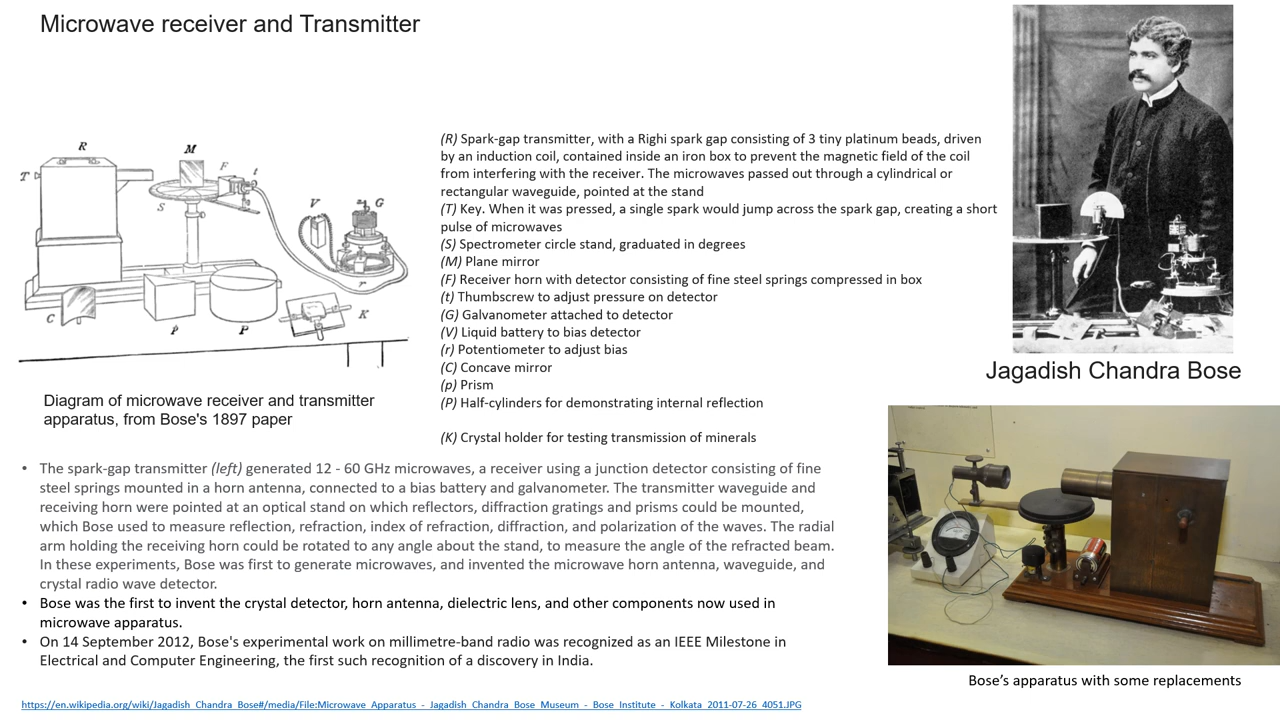 Microwave receiver and Transmitter
R
M
F
t
T
S
V
G
r
C
p
P
K
Diagram of microwave receiver and transmitter
apparatus, from Bose's 1897 paper
(R) Spark-gap transmitter, with a Righi spark gap consisting of 3 tiny platinum beads, driven
by an induction coil, contained inside an iron box to prevent the magnetic field of the coil
from interfering with the receiver. The microwaves passed out through a cylindrical or
rectangular waveguide, pointed at the stand
(T) Key. When it was pressed, a single spark would jump across the spark gap, creating a short
pulse of microwaves
(S) Spectrometer circle stand, graduated in degrees
(M) Plane mirror
(F) Receiver horn with detector consisting of fine steel springs compressed in box
(t) Thumbscrew to adjust pressure on detector
(G) Galvanometer attached to detector
(V) Liquid battery to bias detector
(r) Potentiometer to adjust bias
(C) Concave mirror
(p) Prism
(P) Half-cylinders for demonstrating internal reflection
(K) Crystal holder for testing transmission of minerals
Jagadish Chandra Bose
• The spark-gap transmitter (left) generated 12 - 60 GHz microwaves, a receiver using a junction detector consisting of fine
steel springs mounted in a horn antenna, connected to a bias battery and galvanometer. The transmitter waveguide and
receiving horn were pointed at an optical stand on which reflectors, diffraction gratings and prisms could be mounted,
which Bose used to measure reflection, refraction, index of refraction, diffraction, and polarization of the waves. The radial
arm holding the receiving horn could be rotated to any angle about the stand, to measure the angle of the refracted beam.
In these experiments, Bose was first to generate microwaves, and invented the microwave horn antenna, waveguide, and
crystal radio wave detector.
• Bose was the first to invent the crystal detector, horn antenna, dielectric lens, and other components now used in
microwave apparatus.
• On 14 September 2012, Bose's experimental work on millimetre-band radio was recognized as an IEEE Milestone in
Electrical and Computer Engineering, the first such recognition of a discovery in India.
Bose’s apparatus with some replacements
https://en.wikipedia.org/wiki/Jagadish_Chandra_Bose#/media/File:Microwave_Apparatus_-_Jagadish_Chandra_Bose_Museum_-_Bose_Institute_-_Kolkata_2011-07-26_4051.JPG